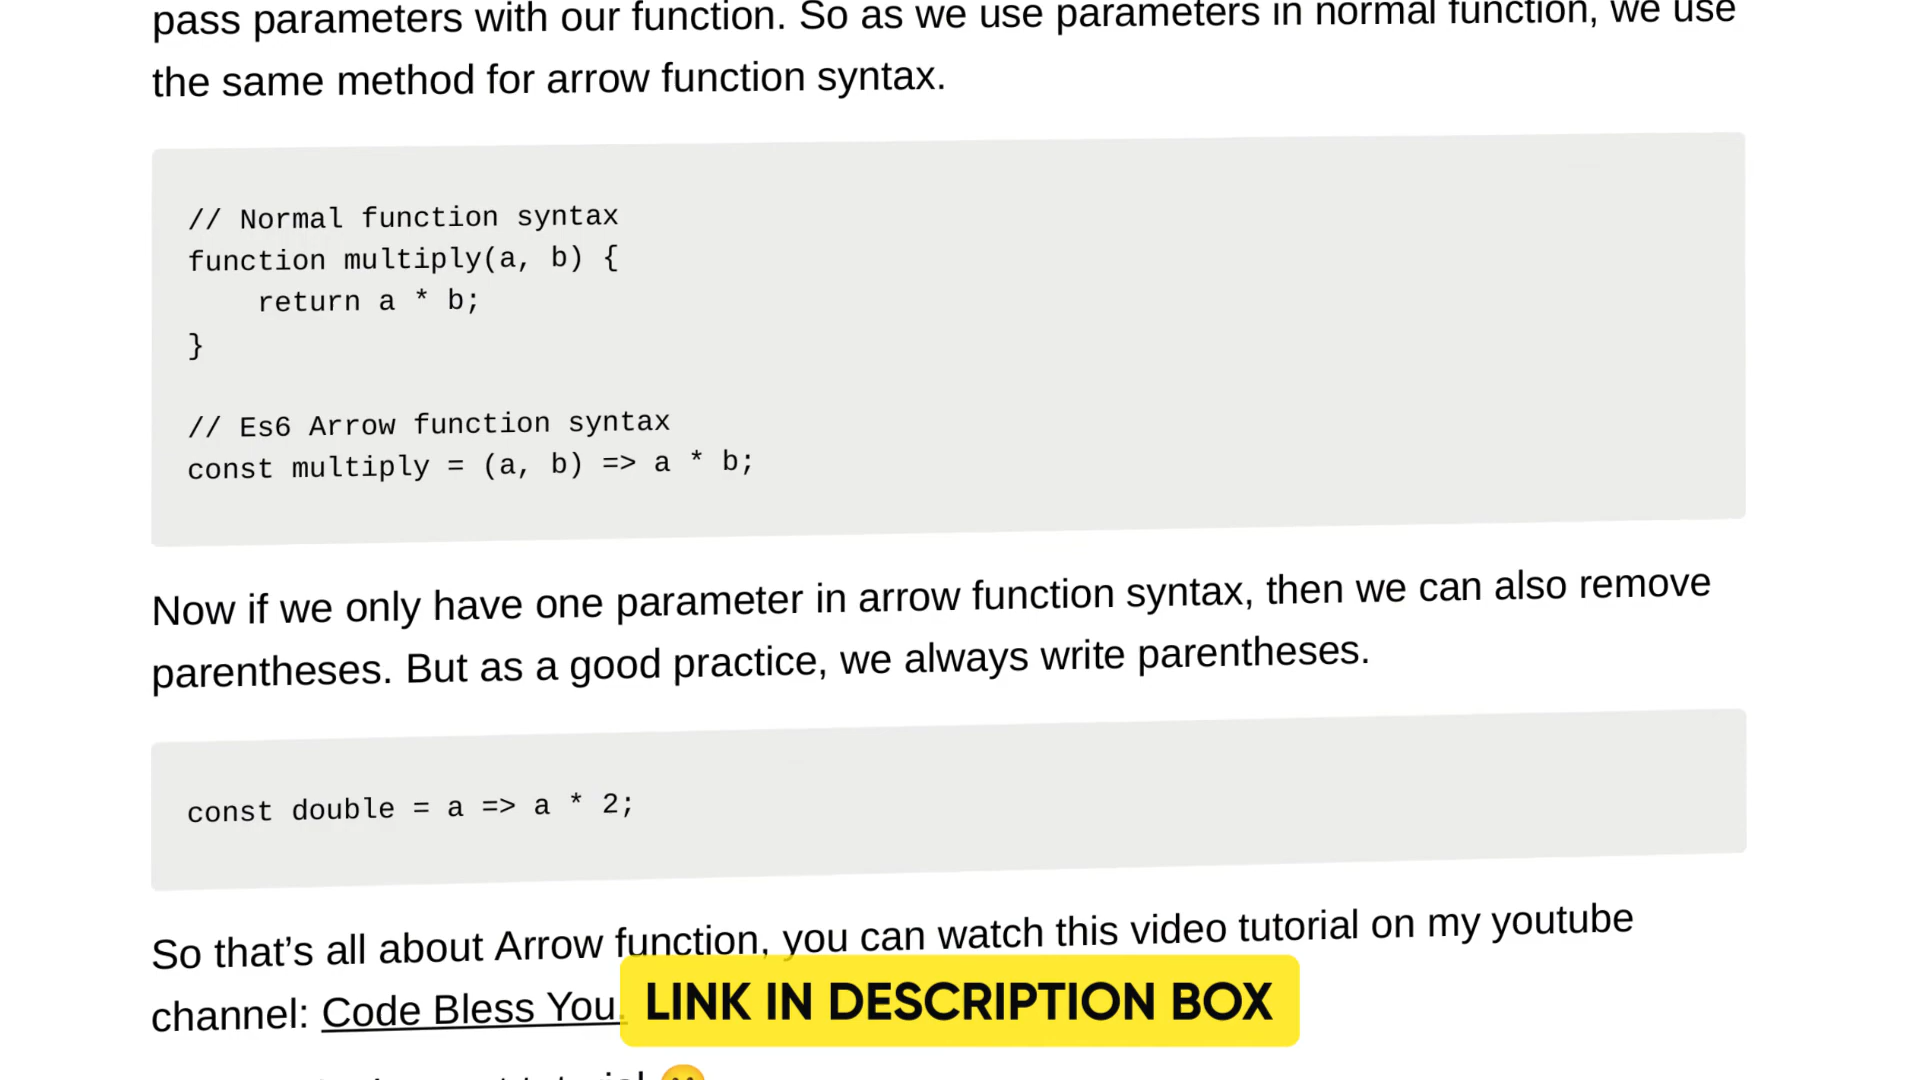 pass parameters with our function. So as we use parameters in normal function, we use
the same method for arrow function syntax.
// Normal function syntax
function multiply(a, b) {
    return a * b;
}
// Es6 Arrow function syntax
const multiply = (a, b) => a * b;
Now if we only have one parameter in arrow function syntax, then we can also remove
parentheses. But as a good practice, we always write parentheses.
const double = a => a * 2;
So that’s all about Arrow function, you can watch this video tutorial on my youtube
channel: Code Bless You.
LINK IN DESCRIPTION BOX